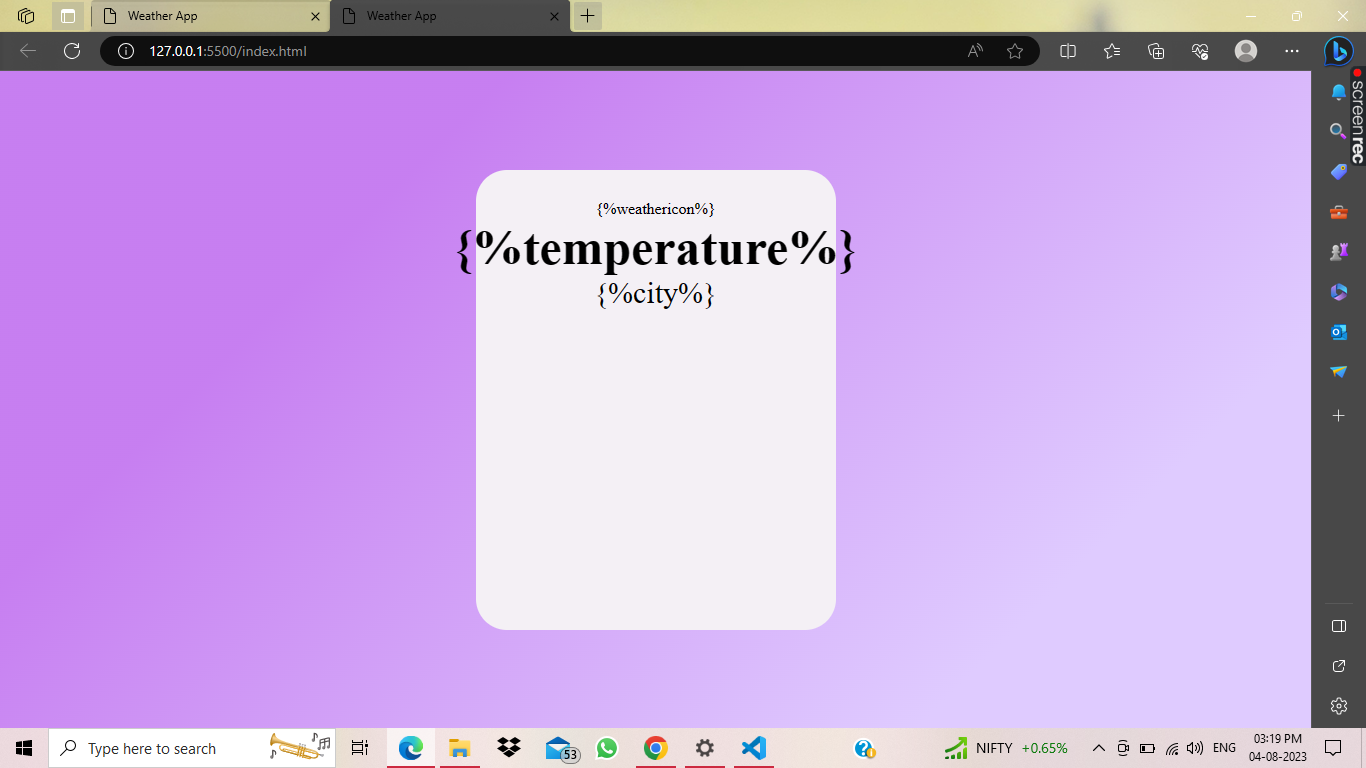 Weather App
Weather App
127.0.0.1:5500/index.html
screenrec
{%weathericon%}
{%temperature%}
{%city%}
Type here to search
53
NIFTY +0.65%
ENG
03:19 PM
04-08-2023